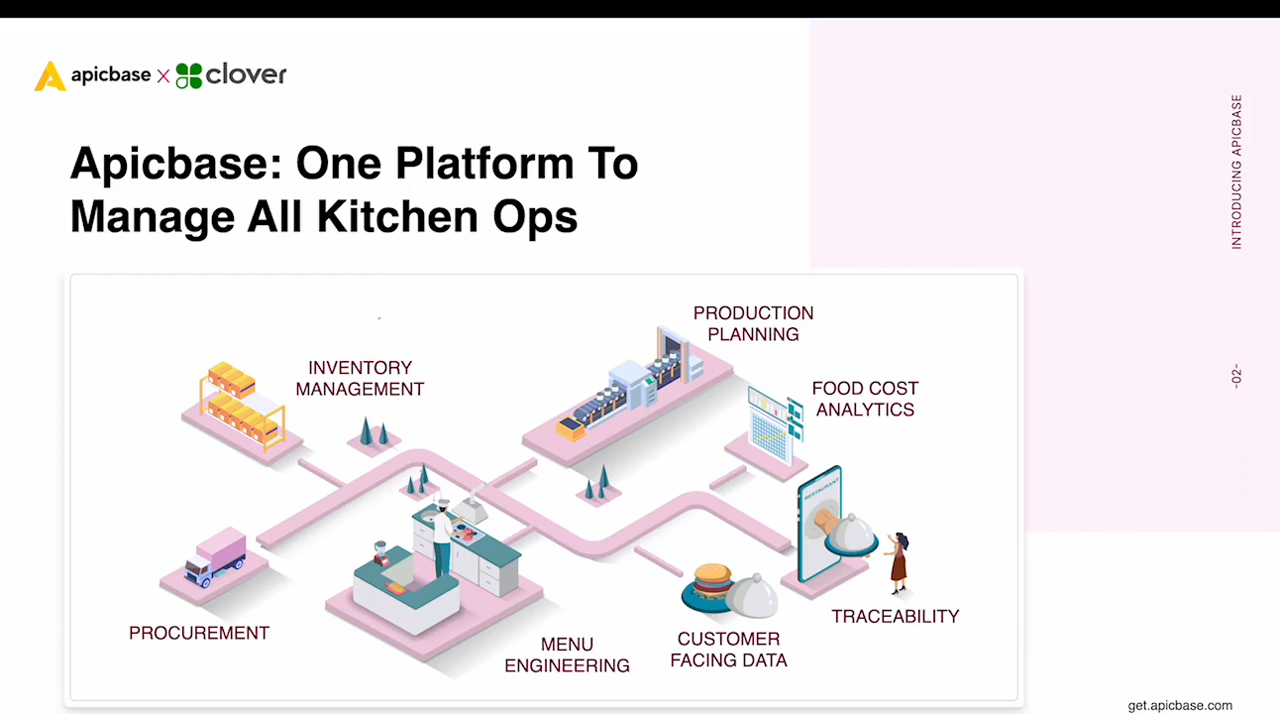 apicbase x clover
Apicbase: One Platform To
Manage All Kitchen Ops
INTRODUCING APICBASE
-02-
PRODUCTION
PLANNING
INVENTORY
MANAGEMENT
FOOD COST
ANALYTICS
RESTAURANT
TRACEABILITY
PROCUREMENT
MENU
ENGINEERING
CUSTOMER
FACING DATA
get.apicbase.com